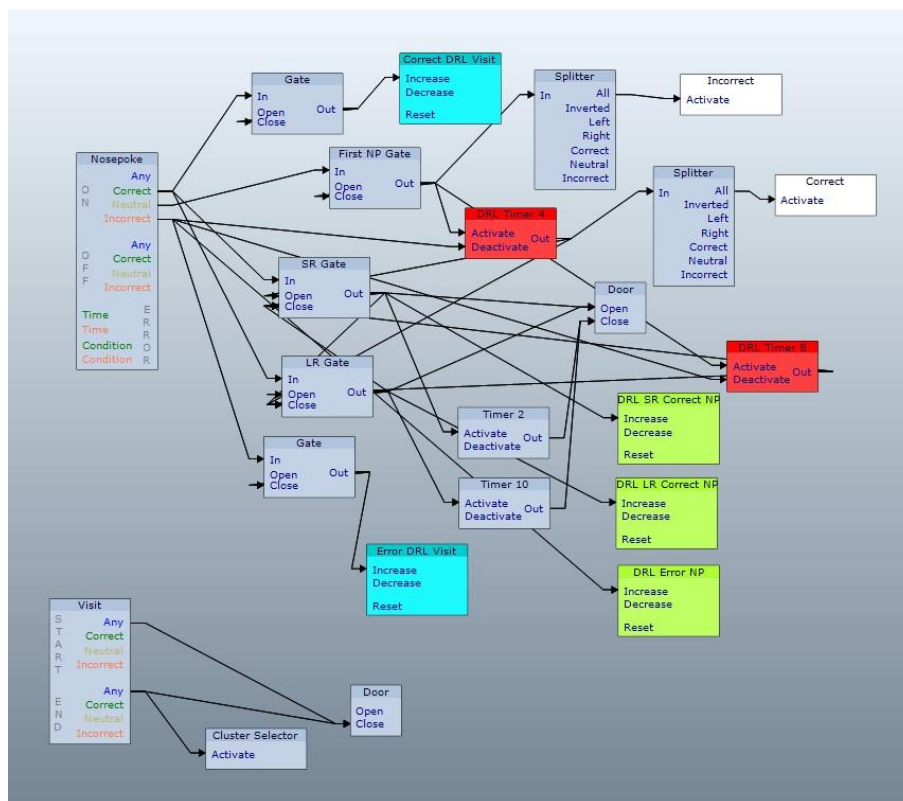 Gate
In
Open
Close
Out
Correct DRL Visit
Increase
Decrease
Reset
Splitter
In
All
Inverted
Left
Right
Correct
Neutral
Incorrect
Incorrect
Activate
Nosepoke
ON
Any
Correct
Neutral
Incorrect
OFF
Any
Correct
Neutral
Incorrect
Time
Time
Condition
Condition
ERROR
First NP Gate
In
Open
Close
Out
Splitter
In
All
Inverted
Left
Right
Correct
Neutral
Incorrect
Correct
Activate
DRL Timer 4
Activate
Deactivate
Out
SR Gate
In
Open
Close
Out
Door
Open
Close
DRL Timer 8
Activate
Deactivate
Out
LR Gate
In
Open
Close
Out
Timer 2
Activate
Deactivate
Out
DRL SR Correct NP
Increase
Decrease
Reset
Gate
In
Open
Close
Out
Timer 10
Activate
Deactivate
Out
DRL LR Correct NP
Increase
Decrease
Reset
Error DRL Visit
Increase
Decrease
Reset
DRL Error NP
Increase
Decrease
Reset
Visit
START
Any
Correct
Neutral
Incorrect
END
Any
Correct
Neutral
Incorrect
Door
Open
Close
Cluster Selector
Activate